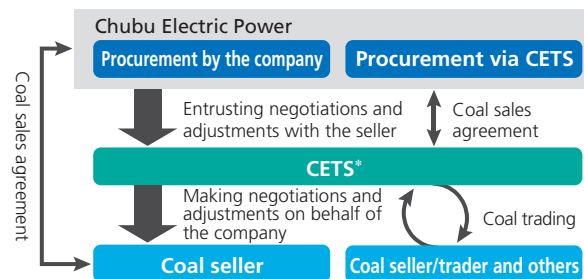 Chubu Electric Power
Procurement by the company
Procurement via CETS
Coal sales agreement
Entrusting negotiations and
adjustments with the seller
Coal sales
agreement
CETS*
Making negotiations and
adjustments on behalf of
the company
Coal trading
Coal seller
Coal seller/trader and others